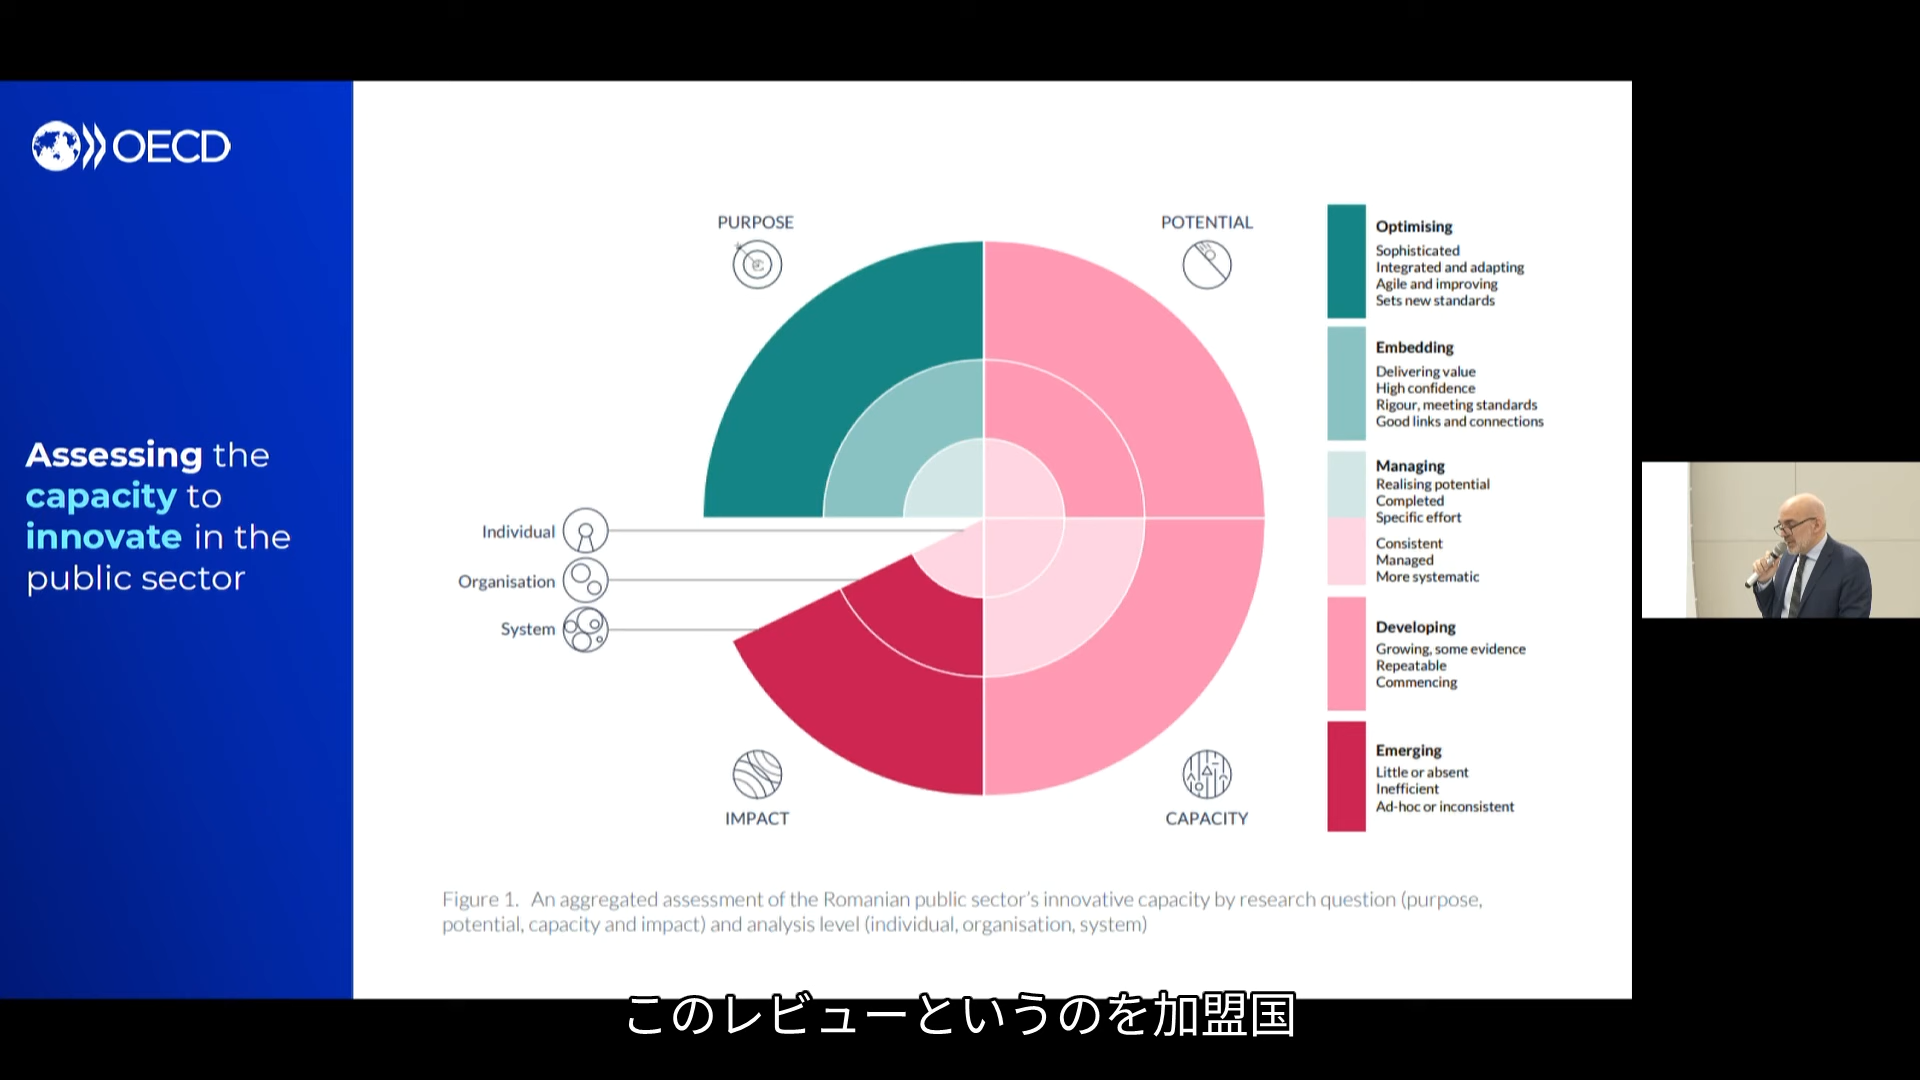 OECD
Assessing the
capacity to
innovate in the
public sector
PURPOSE
POTENTIAL
Individual
Organisation
System
IMPACT
CAPACITY
Optimising
Sophisticated
Integrated and adapting
Agile and improving
Sets new standards
Embedding
Delivering value
High confidence
Rigour, meeting standards
Good links and connections
Managing
Realising potential
Completed
Specific effort
Consistent
Managed
More systematic
Developing
Growing, some evidence
Repeatable
Commencing
Emerging
Little or absent
Inefficient
Ad-hoc or inconsistent
Figure 1. An aggregated assessment of the Romanian public sector's innovative capacity by research question (purpose,
potential, capacity and impact) and analysis level (individual, organisation, system)
このレビューというのを加盟国